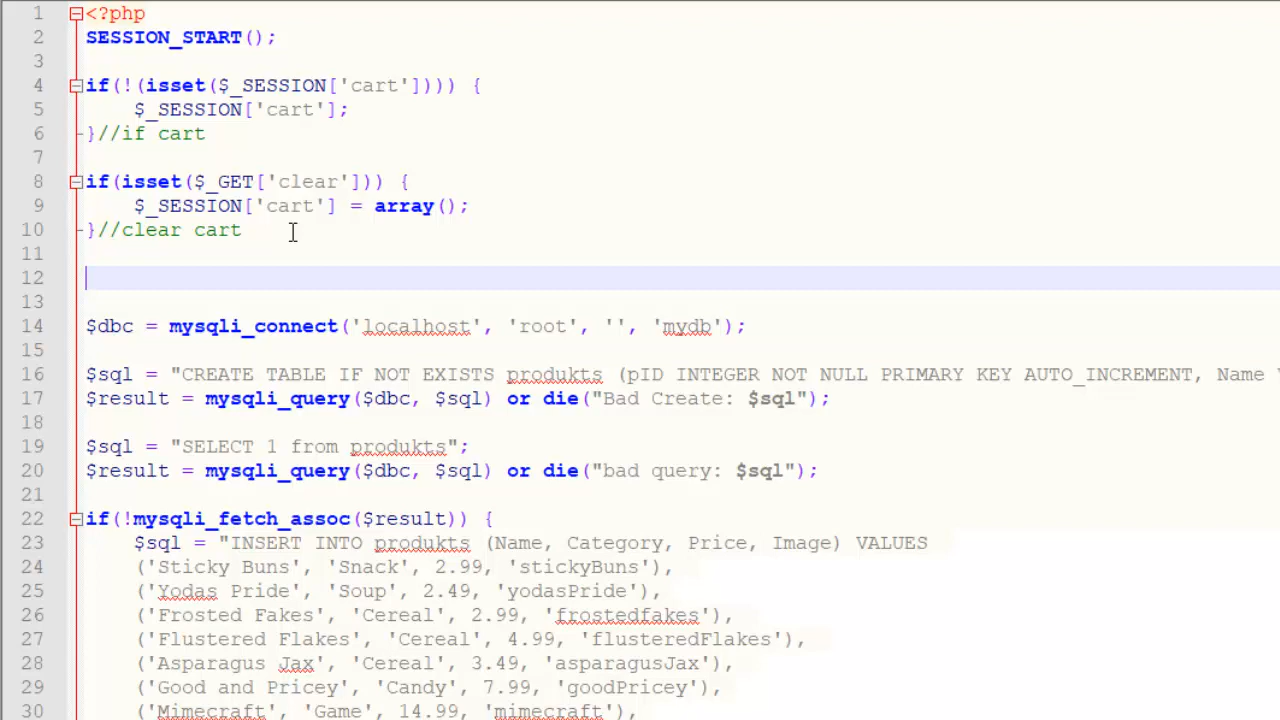 1 <?php
2 SESSION_START();
3
4 if(!(isset($_SESSION['cart']))) {
5 $_SESSION['cart'];
6 }//if cart
7
8 if(isset($_GET['clear'])) {
9 $_SESSION['cart'] = array();
10 }//clear cart
11
12
13
14 $dbc = mysqli_connect('localhost', 'root', '', 'mydb');
15
16 $sql = "CREATE TABLE IF NOT EXISTS produkts (pID INTEGER NOT NULL PRIMARY KEY AUTO_INCREMENT, Name
17 $result = mysqli_query($dbc, $sql) or die("Bad Create: $sql");
18
19 $sql = "SELECT 1 from produkts";
20 $result = mysqli_query($dbc, $sql) or die("bad query: $sql");
21
22 if(!mysqli_fetch_assoc($result)) {
23 $sql = "INSERT INTO produkts (Name, Category, Price, Image) VALUES
24 ('Sticky Buns', 'Snack', 2.99, 'stickyBuns'),
25 ('Yodas Pride', 'Soup', 2.49, 'yodasPride'),
26 ('Frosted Fakes', 'Cereal', 2.99, 'frostedfakes'),
27 ('Flustered Flakes', 'Cereal', 4.99, 'flusteredFlakes'),
28 ('Asparagus Jax', 'Cereal', 3.49, 'asparagusJax'),
29 ('Good and Pricey', 'Candy', 7.99, 'goodPricey'),
30 ('Mimecraft', 'Game', 14.99, 'mimecraft'),